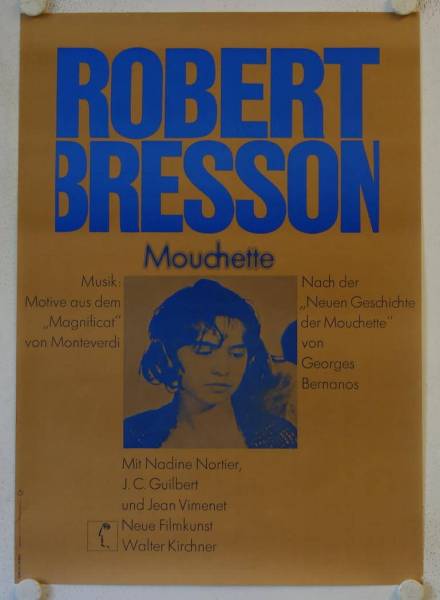 ROBERT
BRESSON
Mouchette
Musik:
Motive aus dem
„Magnificat“
von Monteverdi
Nach der
„Neuen Geschichte
der Mouchette“
von
Georges
Bernanos
Mit Nadine Nortier,
J. C. Guilbert
und Jean Vimenet
Neue Filmkunst
Walter Kirchner